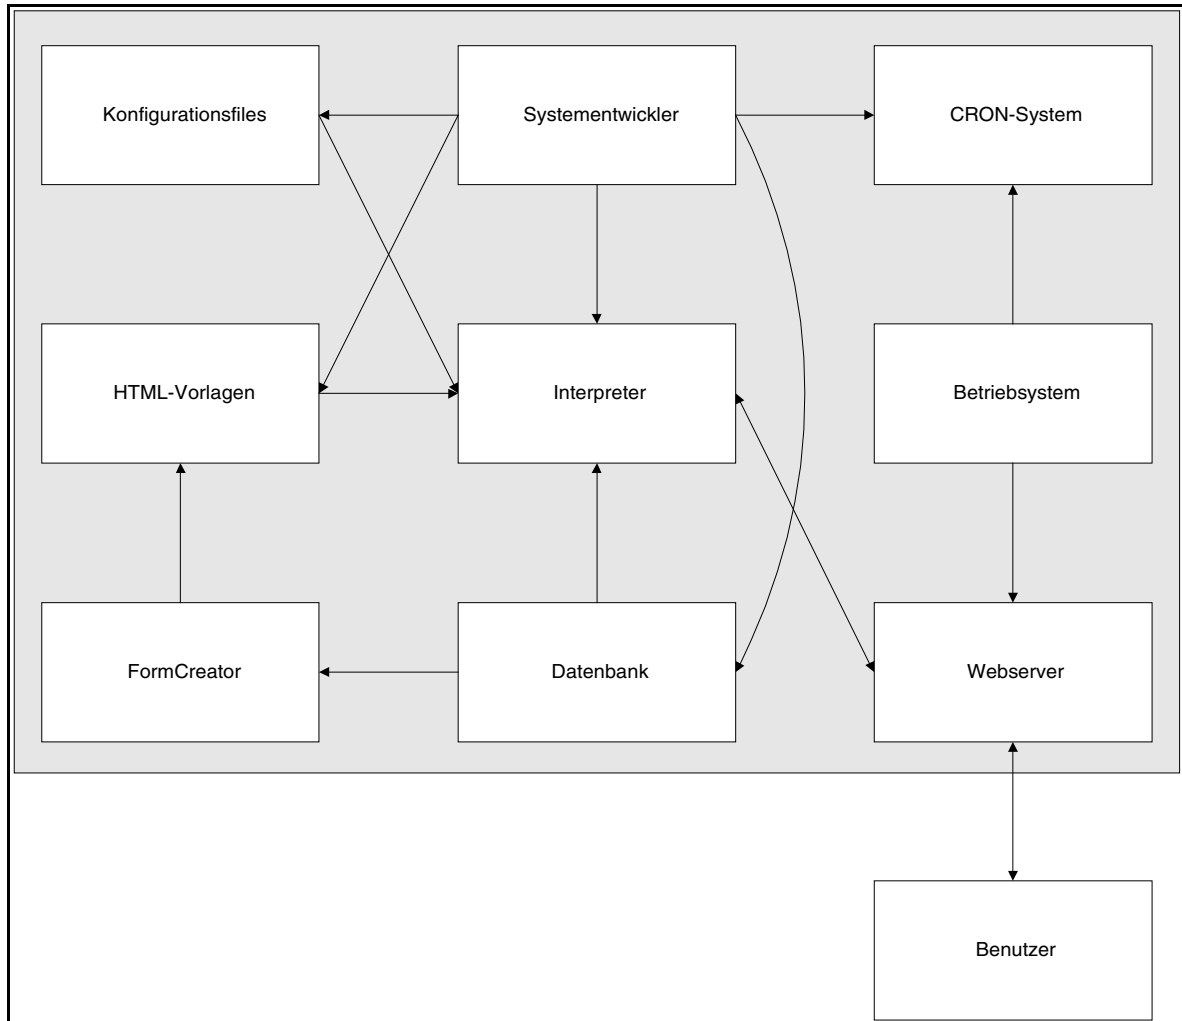 Konfigurationsfiles
Systementwickler
CRON-System
HTML-Vorlagen
Interpreter
Betriebsystem
FormCreator
Datenbank
Webserver
Benutzer